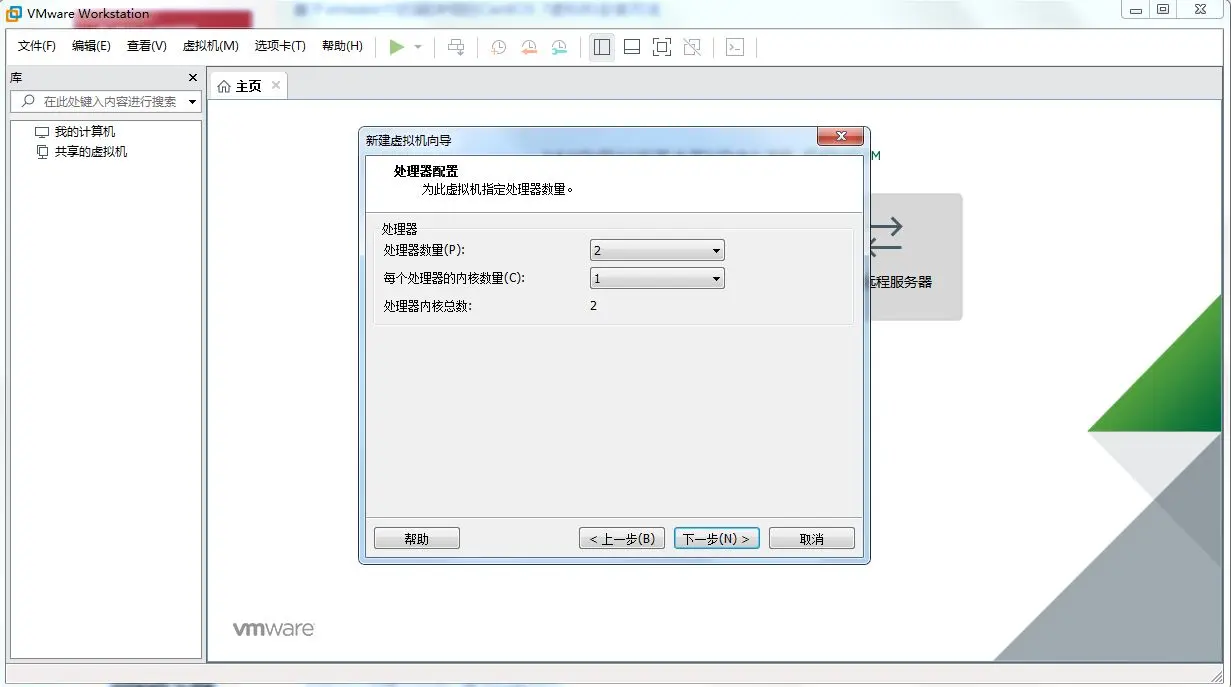 VMware Workstation
文件(F) 编辑(E) 查看(V) 虚拟机(M) 选项卡(T) 帮助(H)
库
在此处键入内容进行搜索
我的计算机
共享的虚拟机
主页
新建虚拟机向导
处理器配置
为此虚拟机指定处理器数量。
处理器
处理器数量(P): 2
每个处理器的内核数量(C): 1
处理器内核总数: 2
帮助 < 上一步(B) 下一步(N) > 取消
M
远程服务器
vmware